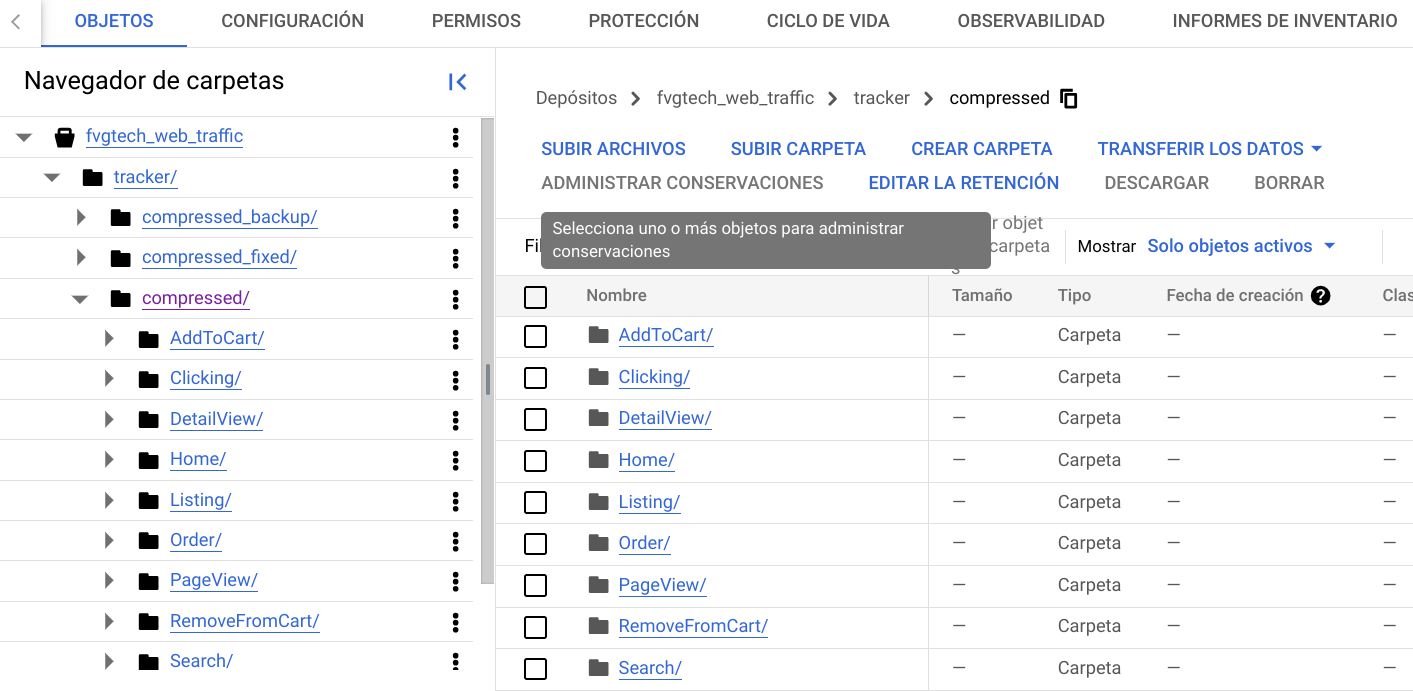 OBJETOS CONFIGURACIÓN PERMISOS PROTECCIÓN CICLO DE VIDA OBSERVABILIDAD INFORMES DE INVENTARIO
Navegador de carpetas
fvgtech_web_traffic
tracker/
compressed_backup/
compressed_fixed/
compressed/
AddToCart/
Clicking/
DetailView/
Home/
Listing/
Order/
PageView/
RemoveFromCart/
Search/
Depósitos fvgtech_web_traffic tracker compressed
SUBIR ARCHIVOS SUBIR CARPETA CREAR CARPETA TRANSFERIR LOS DATOS
ADMINISTRAR CONSERVACIONES EDITAR LA RETENCIÓN DESCARGAR BORRAR
Selecciona uno o más objetos para administrar
conservaciones
r objet
carpeta
s
Mostrar Solo objetos activos
Nombre Tamaño Tipo Fecha de creación Clas
AddToCart/ — Carpeta — —
Clicking/ — Carpeta — —
DetailView/ — Carpeta — —
Home/ — Carpeta — —
Listing/ — Carpeta — —
Order/ — Carpeta — —
PageView/ — Carpeta — —
RemoveFromCart/ — Carpeta — —
Search/ — Carpeta — —